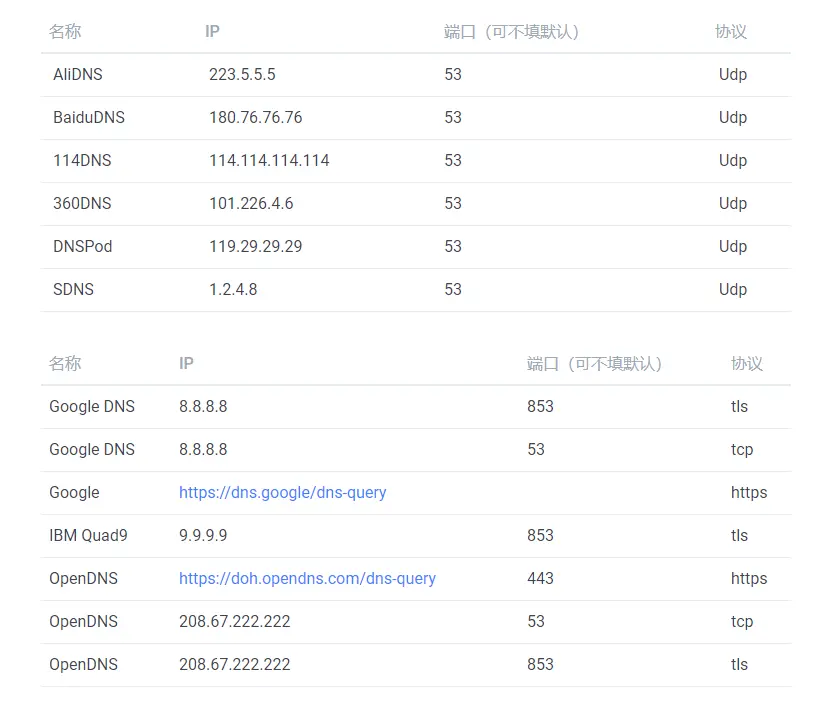 名称 IP 端口（可不填默认） 协议
AliDNS 223.5.5.5 53 Udp
BaiduDNS 180.76.76.76 53 Udp
114DNS 114.114.114.114 53 Udp
360DNS 101.226.4.6 53 Udp
DNSPod 119.29.29.29 53 Udp
SDNS 1.2.4.8 53 Udp
名称 IP 端口（可不填默认） 协议
Google DNS 8.8.8.8 853 tls
Google DNS 8.8.8.8 53 tcp
Google https://dns.google/dns-query https
IBM Quad9 9.9.9.9 853 tls
OpenDNS https://doh.opendns.com/dns-query 443 https
OpenDNS 208.67.222.222 53 tcp
OpenDNS 208.67.222.222 853 tls